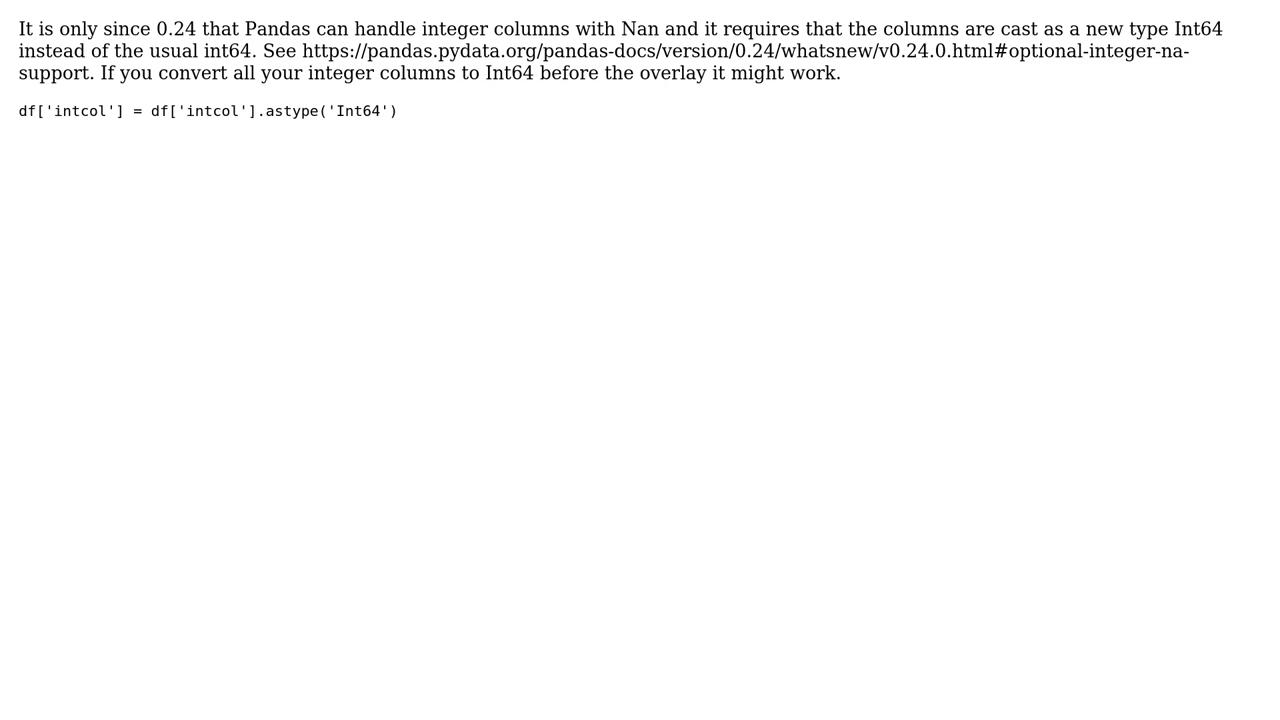 It is only since 0.24 that Pandas can handle integer columns with Nan and it requires that the columns are cast as a new type Int64
instead of the usual int64. See https://pandas.pydata.org/pandas-docs/version/0.24/whatsnew/v0.24.0.html#optional-integer-na-
support. If you convert all your integer columns to Int64 before the overlay it might work.
df['intcol'] = df['intcol'].astype('Int64')